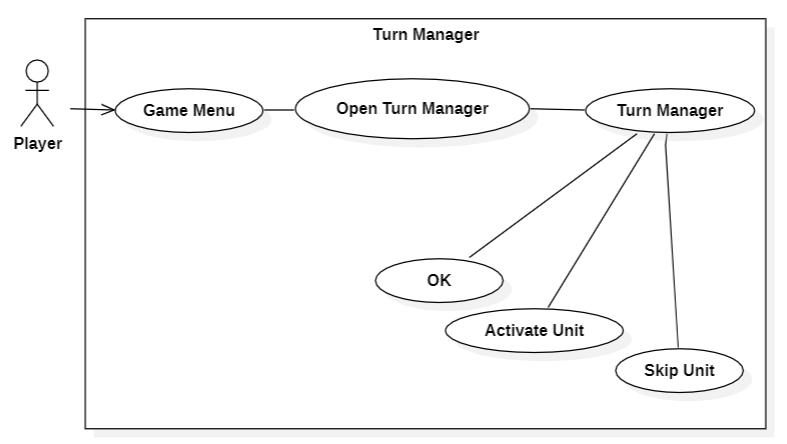 Turn Manager
Game Menu
Open Turn Manager
Turn Manager
Player
OK
Activate Unit
Skip Unit